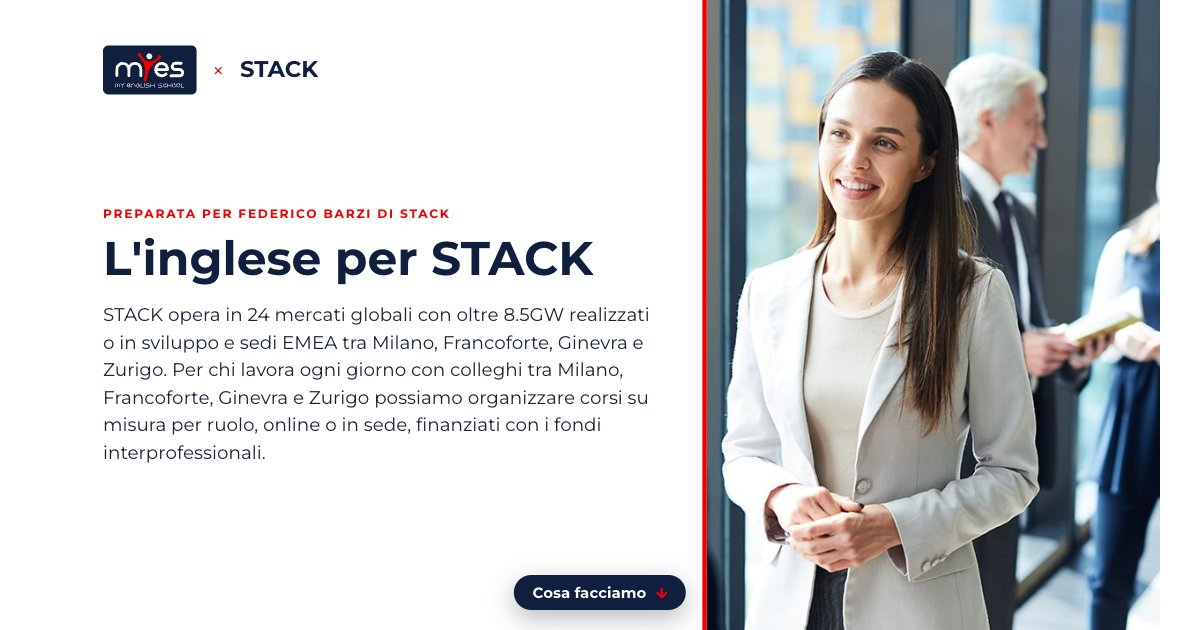 myes
MY ENGLISH SCHOOL
× STACK
PREPARATA PER FEDERICO BARZI DI STACK
L'inglese per STACK
STACK opera in 24 mercati globali con oltre 8.5GW realizzati
o in sviluppo e sedi EMEA tra Milano, Francoforte, Ginevra e
Zurigo. Per chi lavora ogni giorno con colleghi tra Milano,
Francoforte, Ginevra e Zurigo possiamo organizzare corsi su
misura per ruolo, online o in sede, finanziati con i fondi
interprofessionali.
Cosa facciamo ↓